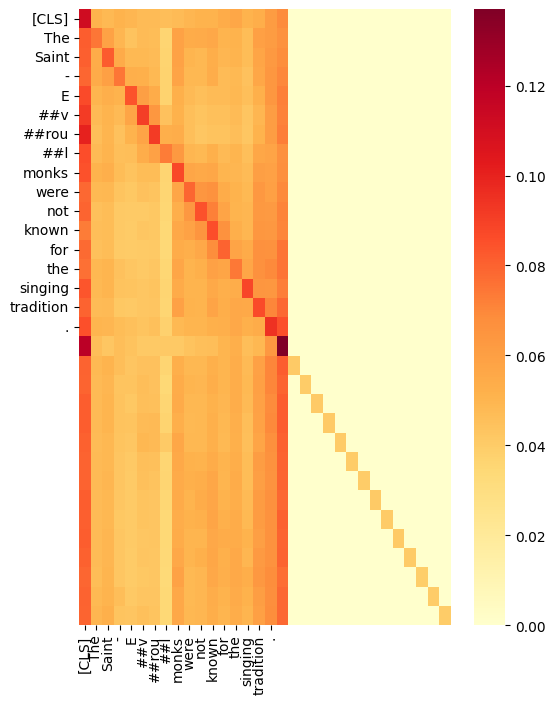 [CLS]
The
Saint
-
E
##v
##rou
##l
monks
were
not
known
for
the
singing
tradition
.
[CLS] The Saint - E ##v ##rou ##l monks were not known for the singing tradition .
0.12
0.10
0.08
0.06
0.04
0.02
0.00